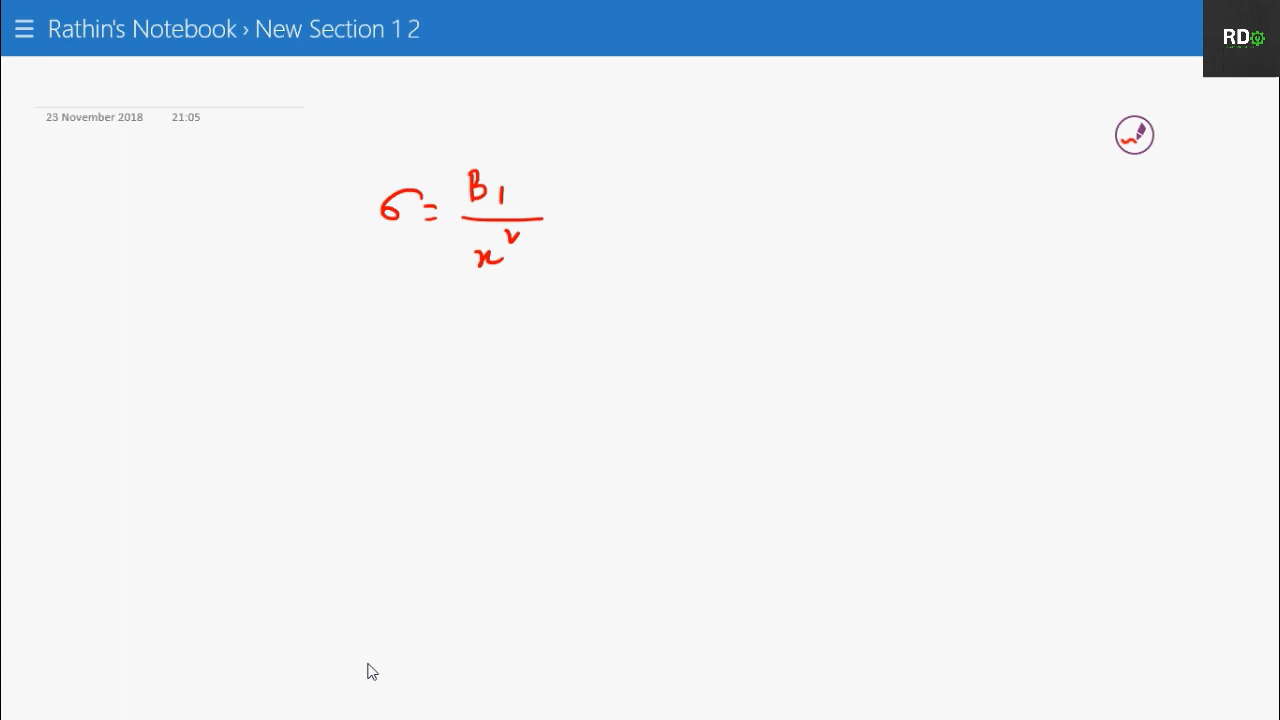 Rathin's Notebook › New Section 1 2
RD
23 November 2018 21:05
σ = B1
x²